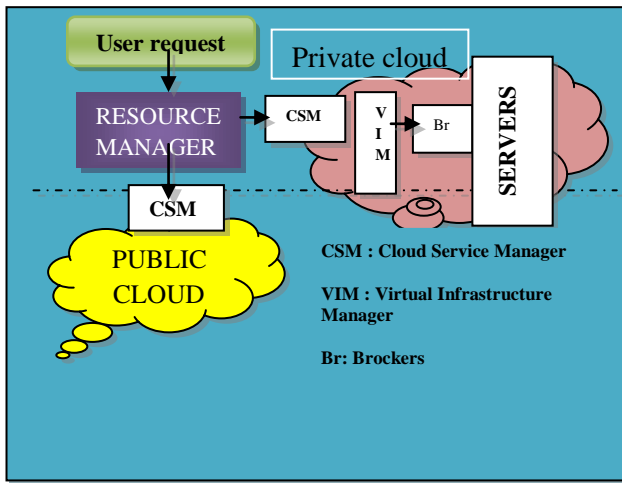 User request
Private cloud
RESOURCE
MANAGER
CSM
V
I
M
Br
SERVERS
CSM
PUBLIC
CLOUD
CSM : Cloud Service Manager
VIM : Virtual Infrastructure
Manager
Br: Brockers